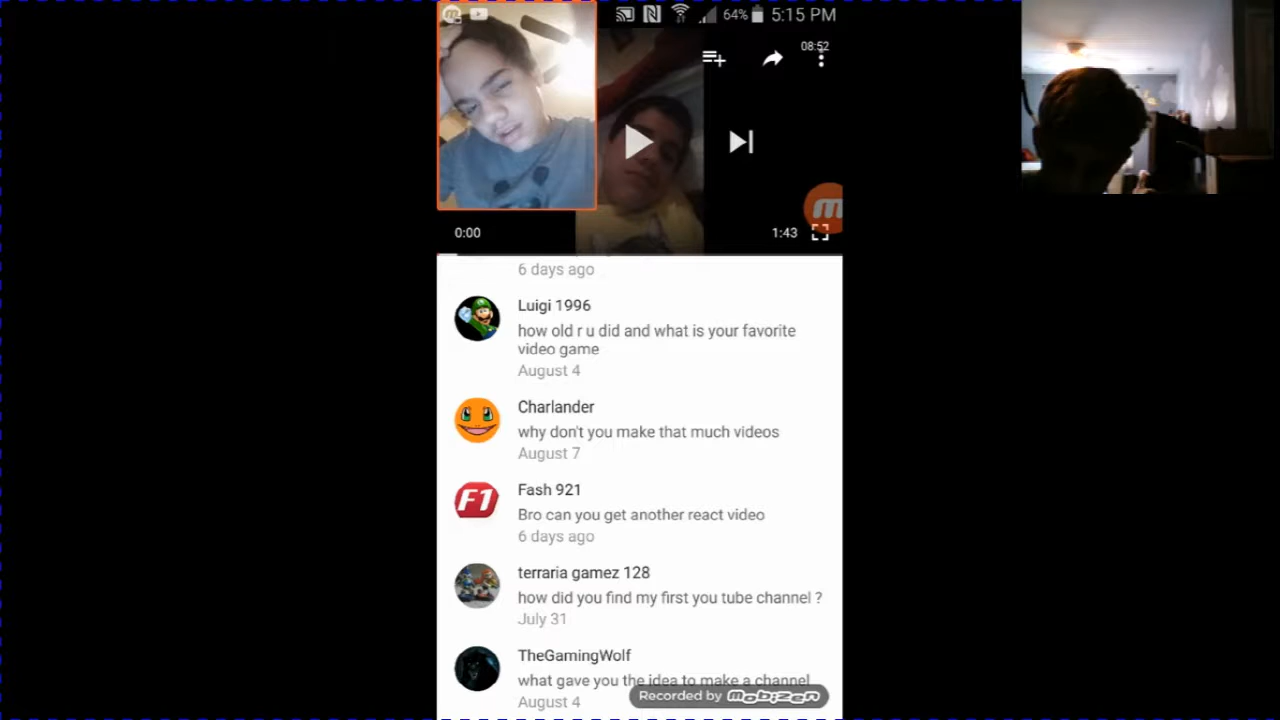 64% 5:15 PM
08:52
0:00
1:43
6 days ago
Luigi 1996
how old r u did and what is your favorite
video game
August 4
Charlander
why don't you make that much videos
August 7
F1
Fash 921
Bro can you get another react video
6 days ago
terraria gamez 128
how did you find my first you tube channel ?
July 31
TheGamingWolf
what gave you the idea to make a channel
August 4
Recorded by mobizen